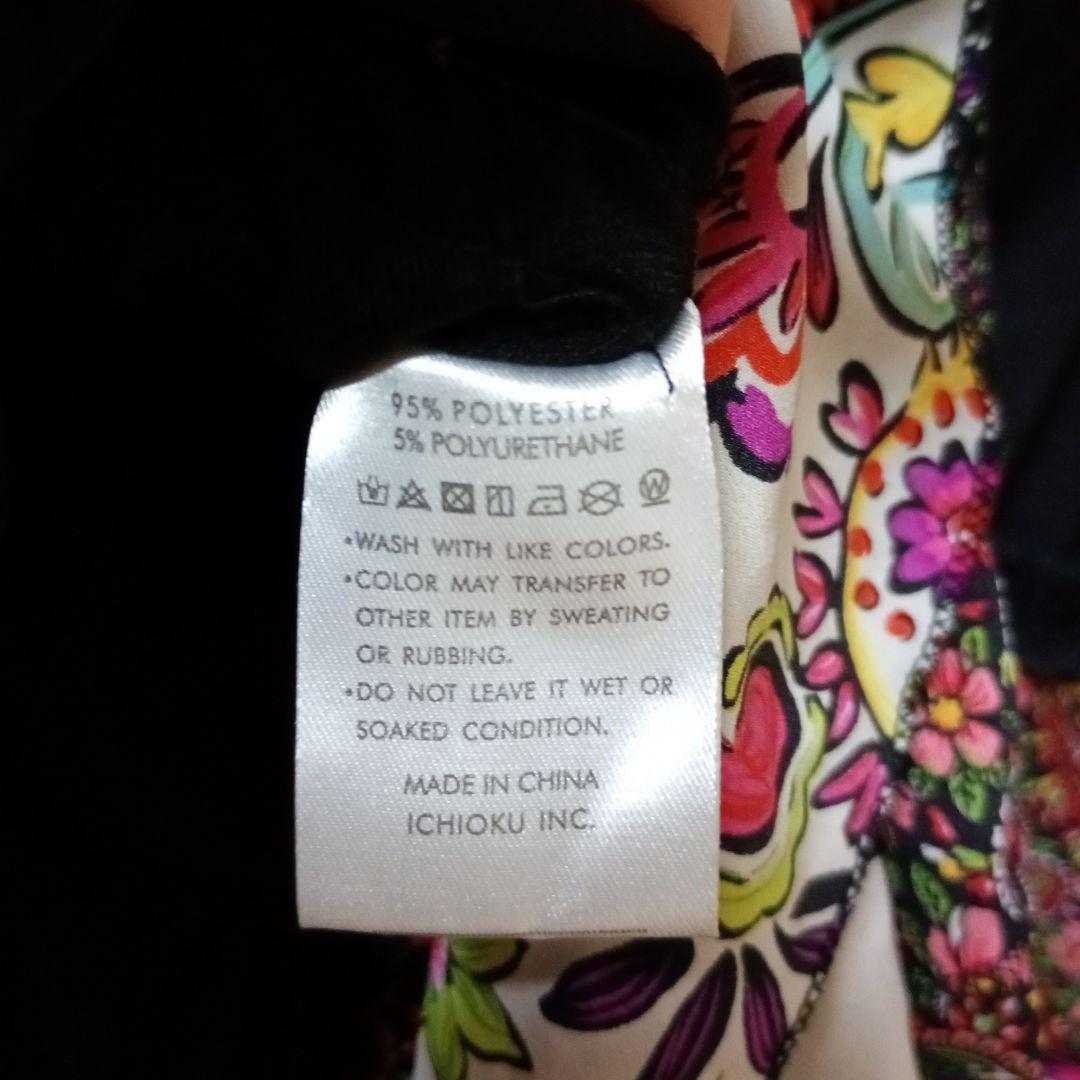 95% POLYESTER
5% POLYURETHANE
W
•WASH WITH LIKE COLORS.
•COLOR MAY TRANSFER TO
OTHER ITEM BY SWEATING
OR RUBBING.
•DO NOT LEAVE IT WET OR
SOAKED CONDITION.
MADE IN CHINA
ICHIOKU INC.